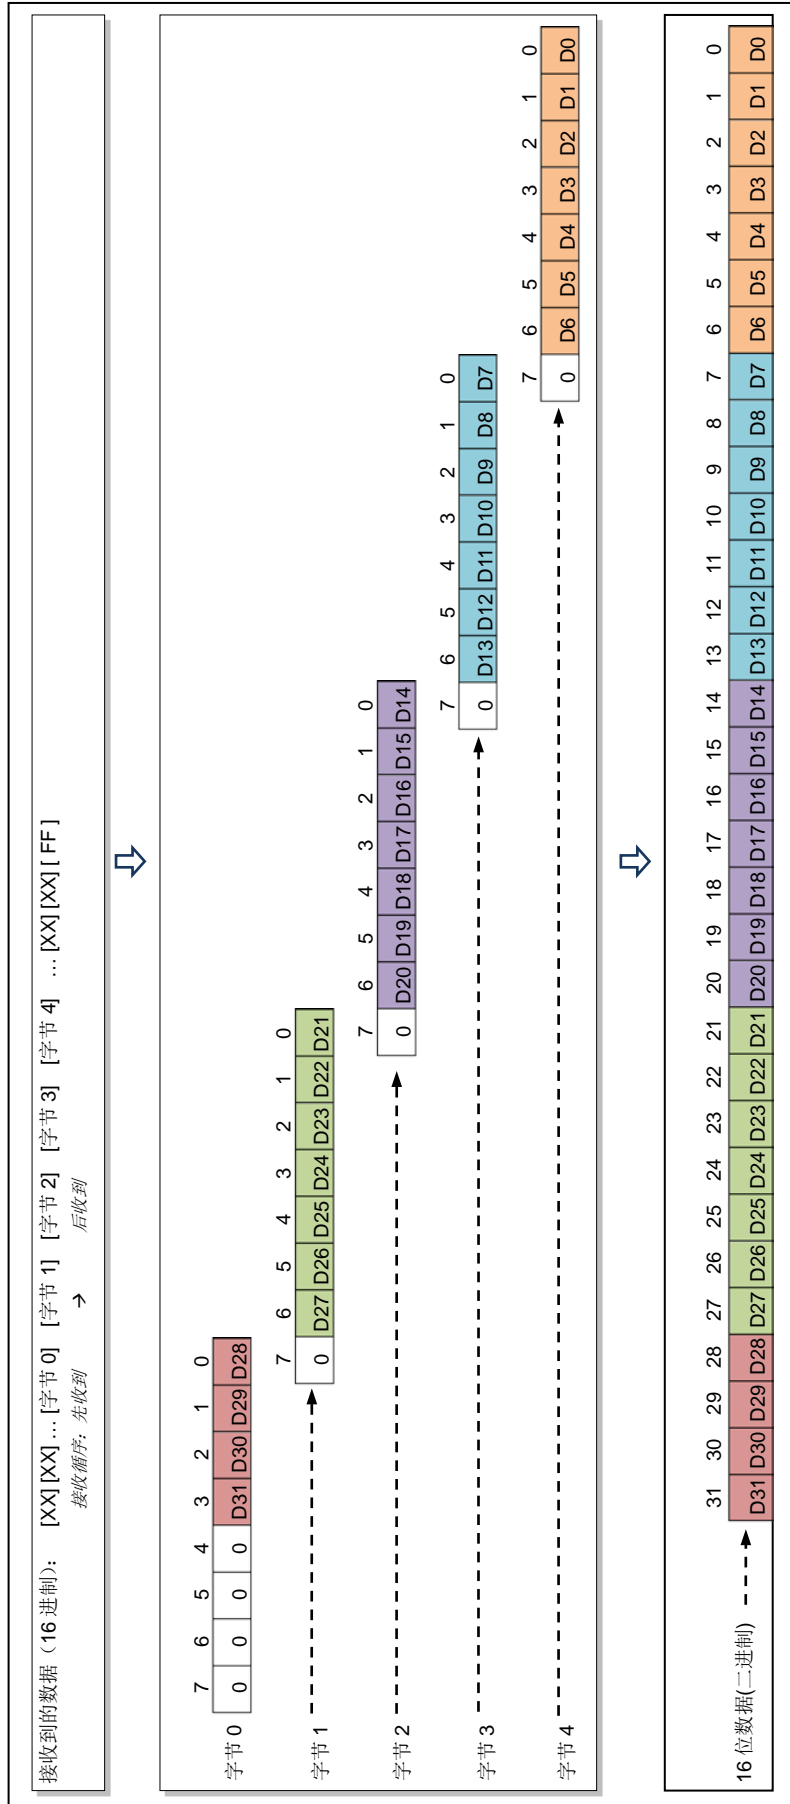 接收到的数据（16 进制）： [XX] [XX] … [字节 0] [字节 1] [字节 2] [字节 3] [字节 4] … [XX] [XX] [ FF ]
接收循序：先收到 → 后收到
7 6 5 4 3 2 1 0
字节 0 0 0 0 0 D31 D30 D29 D28
7 6 5 4 3 2 1 0
字节 1 0 D27 D26 D25 D24 D23 D22 D21
7 6 5 4 3 2 1 0
字节 2 0 D20 D19 D18 D17 D16 D15 D14
7 6 5 4 3 2 1 0
字节 3 0 D13 D12 D11 D10 D9 D8 D7
7 6 5 4 3 2 1 0
字节 4 0 D6 D5 D4 D3 D2 D1 D0
31 30 29 28 27 26 25 24 23 22 21 20 19 18 17 16 15 14 13 12 11 10 9 8 7 6 5 4 3 2 1 0
16 位数据(二进制) D31 D30 D29 D28 D27 D26 D25 D24 D23 D22 D21 D20 D19 D18 D17 D16 D15 D14 D13 D12 D11 D10 D9 D8 D7 D6 D5 D4 D3 D2 D1 D0